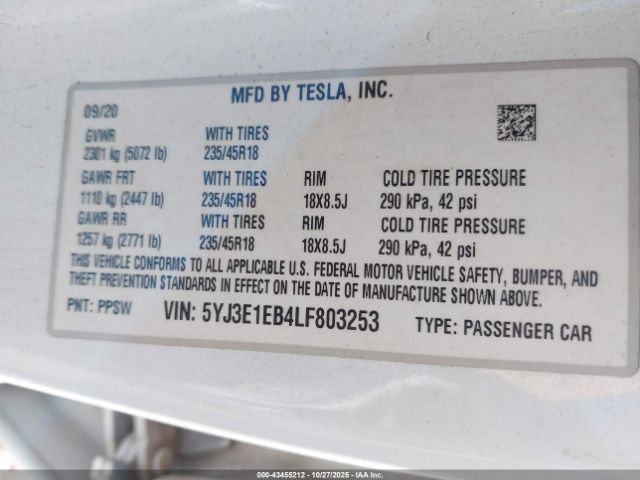 MFD BY TESLA, INC.
09/20
GVWR WITH TIRES
2301 kg (5072 lb) 235/45R18
GAWR FRT WITH TIRES RIM COLD TIRE PRESSURE
1110 kg (2447 lb) 235/45R18 18X8.5J 290 kPa, 42 psi
GAWR RR WITH TIRES RIM COLD TIRE PRESSURE
1257 kg (2771 lb) 235/45R18 18X8.5J 290 kPa, 42 psi
THIS VEHICLE CONFORMS TO ALL APPLICABLE U.S. FEDERAL MOTOR VEHICLE SAFETY, BUMPER, AND
THEFT PREVENTION STANDARDS IN EFFECT ON THE DATE OF MANUFACTURE SHOWN ABOVE.
PNT: PPSW VIN: 5YJ3E1EB4LF803253 TYPE: PASSENGER CAR
000-43455212 - 10/27/2025 - IAA, Inc.